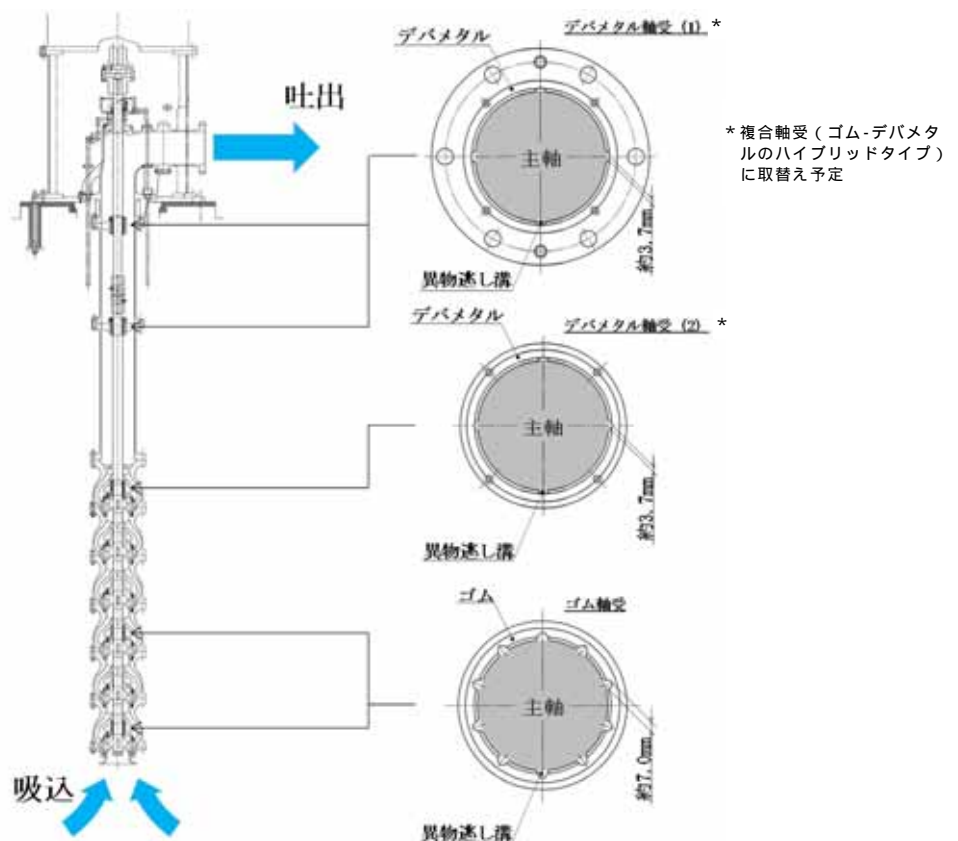 デバメタル
デバメタル軸受 (1) *
吐出
主軸
*複合軸受(ゴム-デバメタ
ルのハイブリッドタイプ)
に取替え予定
約3.7mm
異物逃し溝
デバメタル
デバメタル軸受 (2) *
主軸
約3.7mm
異物逃し溝
ゴム
ゴム軸受
主軸
約7.0mm
吸込
異物逃し溝